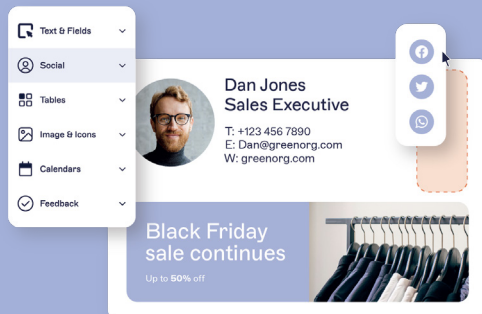 Text & Fields
Social
Tables
Image & Icons
Calendars
Feedback
Dan Jones
Sales Executive
T: +123 456 7890
E: Dan@greenorg.com
W: greenorg.com
Black Friday
sale continues
Up to 50% off